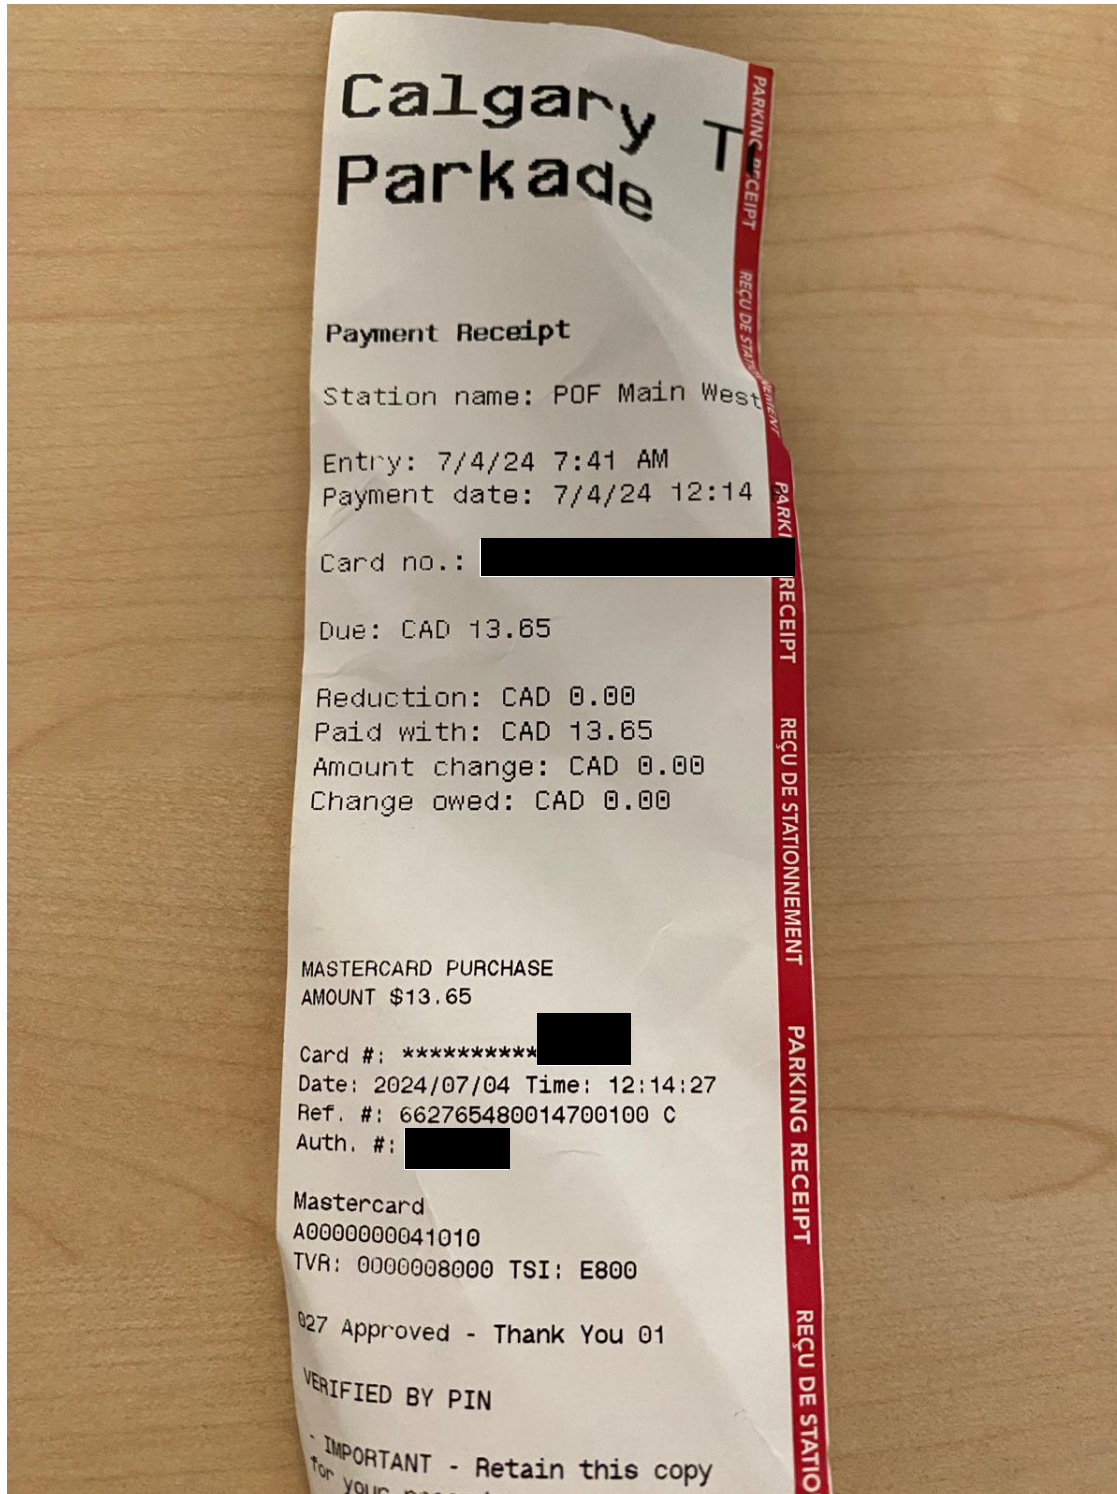 Calgary
Parkade
Payment Receipt
Station name: POF Main West
Entry: 7/4/24 7:41 AM
Payment date: 7/4/24 12:14
Card no.:
Due: CAD 13.65
Reduction: CAD 0.00
Paid with: CAD 13.65
Amount change: CAD 0.00
Change owed: CAD 0.00
MASTERCARD PURCHASE
AMOUNT $13.65
Card #: **********
Date: 2024/07/04 Time: 12:14:27
Ref. #: 662765480014700100 C
Auth. #:
Mastercard
A0000000041010
TVR: 0000008000 TSI: E800
027 Approved - Thank You 01
VERIFIED BY PIN
- IMPORTANT - Retain this copy
for your
PARKING RECEIPT
REÇU DE STATIONNEMENT
PARKING RECEIPT
REÇU DE STATIONNEMENT
PARKING RECEIPT
REÇU DE STATIO